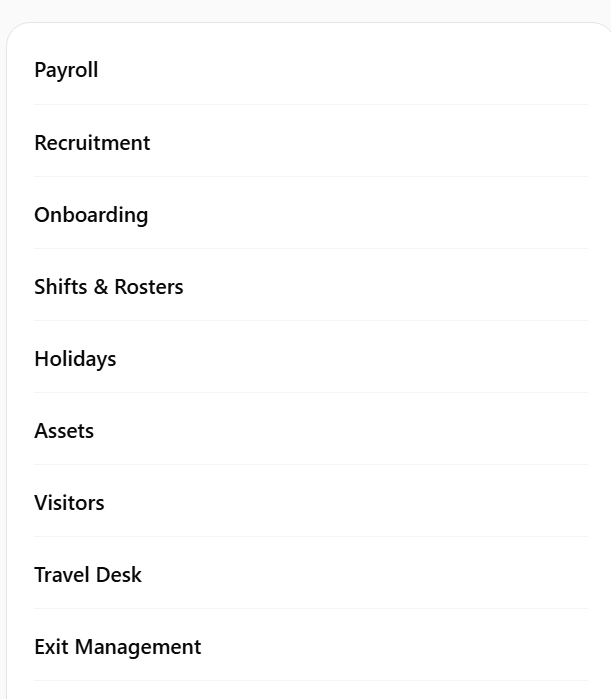 Payroll
Recruitment
Onboarding
Shifts & Rosters
Holidays
Assets
Visitors
Travel Desk
Exit Management